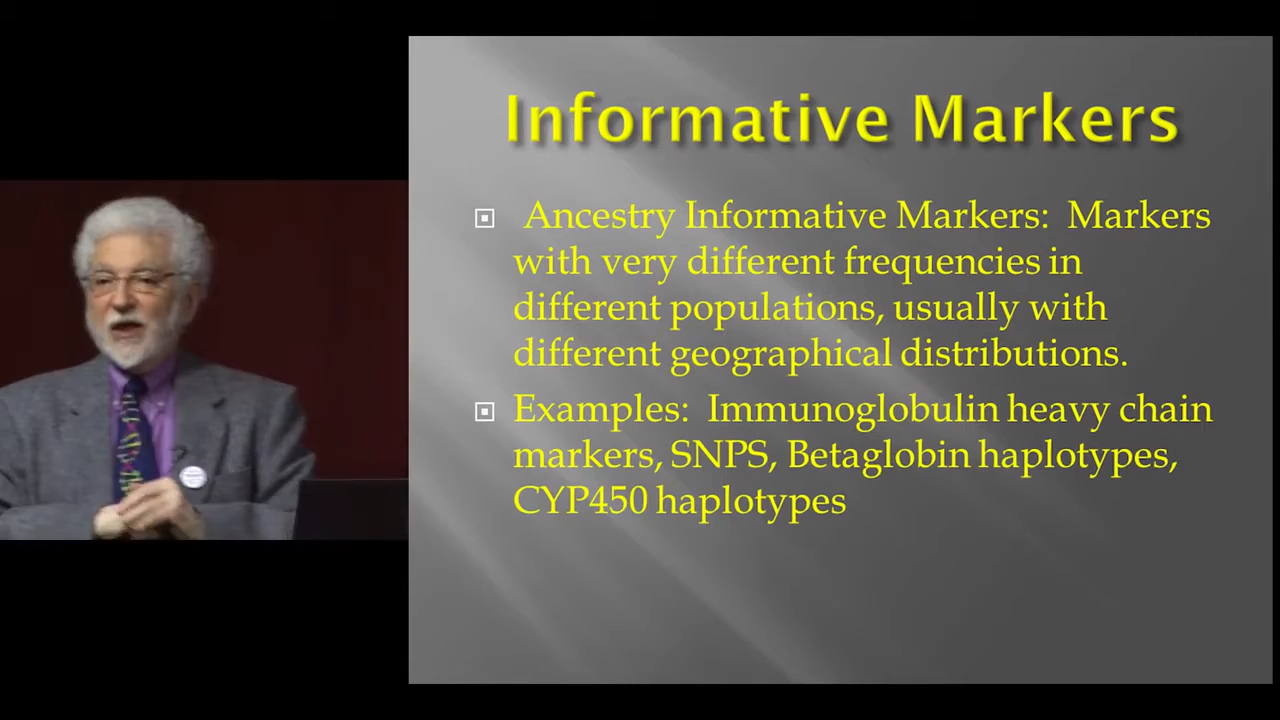 Informative Markers
Ancestry Informative Markers: Markers
with very different frequencies in
different populations, usually with
different geographical distributions.
Examples: Immunoglobulin heavy chain
markers, SNPS, Betaglobin haplotypes,
CYP450 haplotypes